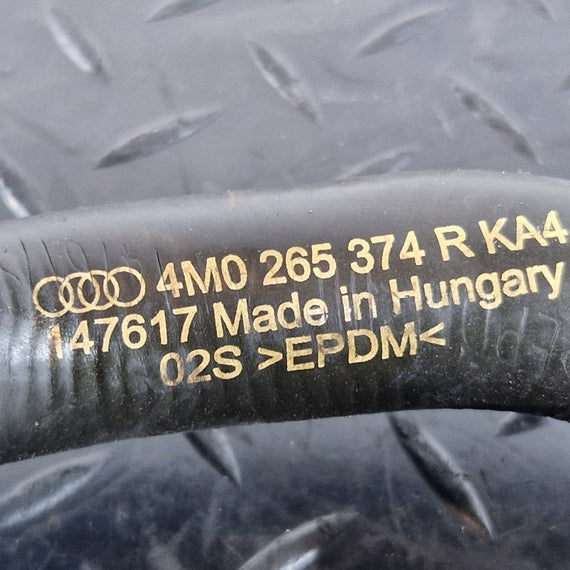 4M0 265 374 R KA4
147617 Made in Hungary
02S >EPDM<